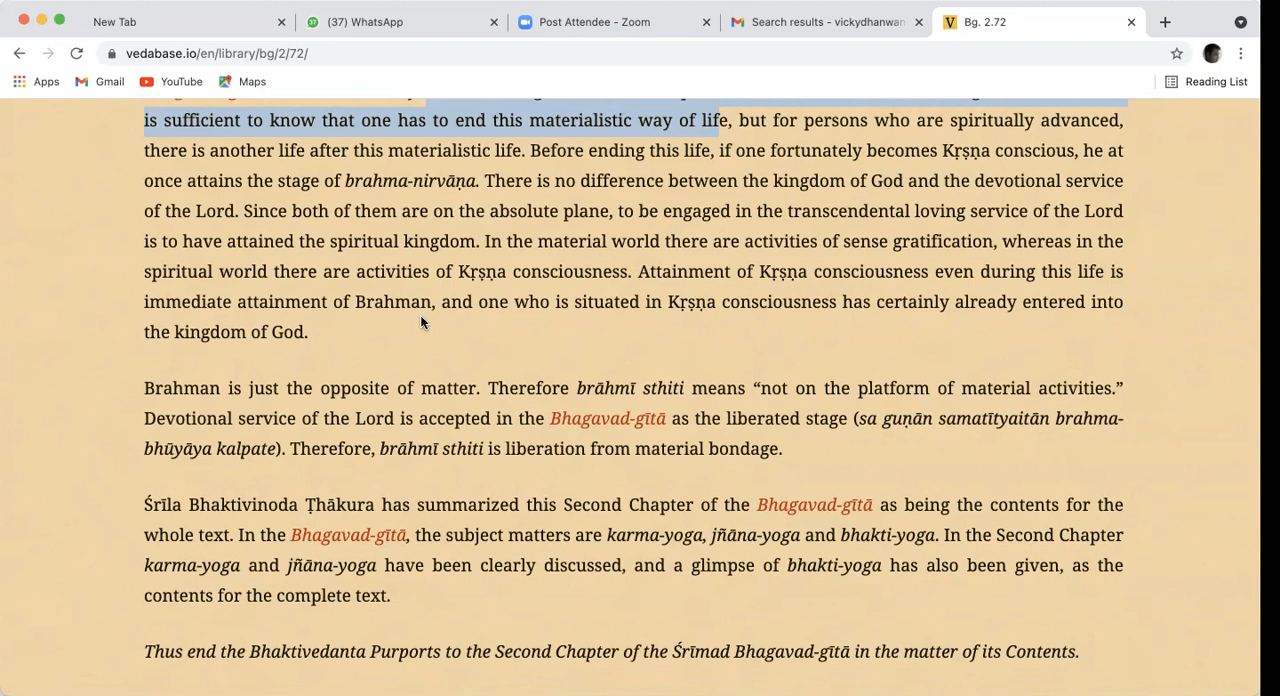 New Tab
(37) WhatsApp
Post Attendee - Zoom
Search results - vickydhanwan
Bg. 2.72
vedabase.io/en/library/bg/2/72/
Apps
Gmail
YouTube
Maps
Reading List
is sufficient to know that one has to end this materialistic way of life, but for persons who are spiritually advanced,
there is another life after this materialistic life. Before ending this life, if one fortunately becomes Kṛṣṇa conscious, he at
once attains the stage of brahma-nirvāṇa. There is no difference between the kingdom of God and the devotional service
of the Lord. Since both of them are on the absolute plane, to be engaged in the transcendental loving service of the Lord
is to have attained the spiritual kingdom. In the material world there are activities of sense gratification, whereas in the
spiritual world there are activities of Kṛṣṇa consciousness. Attainment of Kṛṣṇa consciousness even during this life is
immediate attainment of Brahman, and one who is situated in Kṛṣṇa consciousness has certainly already entered into
the kingdom of God.
Brahman is just the opposite of matter. Therefore brāhmī sthiti means “not on the platform of material activities.”
Devotional service of the Lord is accepted in the Bhagavad-gītā as the liberated stage (sa guṇān samatītyaitān brahma-
bhūyāya kalpate). Therefore, brāhmī sthiti is liberation from material bondage.
Śrīla Bhaktivinoda Ṭhākura has summarized this Second Chapter of the Bhagavad-gītā as being the contents for the
whole text. In the Bhagavad-gītā, the subject matters are karma-yoga, jñāna-yoga and bhakti-yoga. In the Second Chapter
karma-yoga and jñāna-yoga have been clearly discussed, and a glimpse of bhakti-yoga has also been given, as the
contents for the complete text.
Thus end the Bhaktivedanta Purports to the Second Chapter of the Śrīmad Bhagavad-gītā in the matter of its Contents.